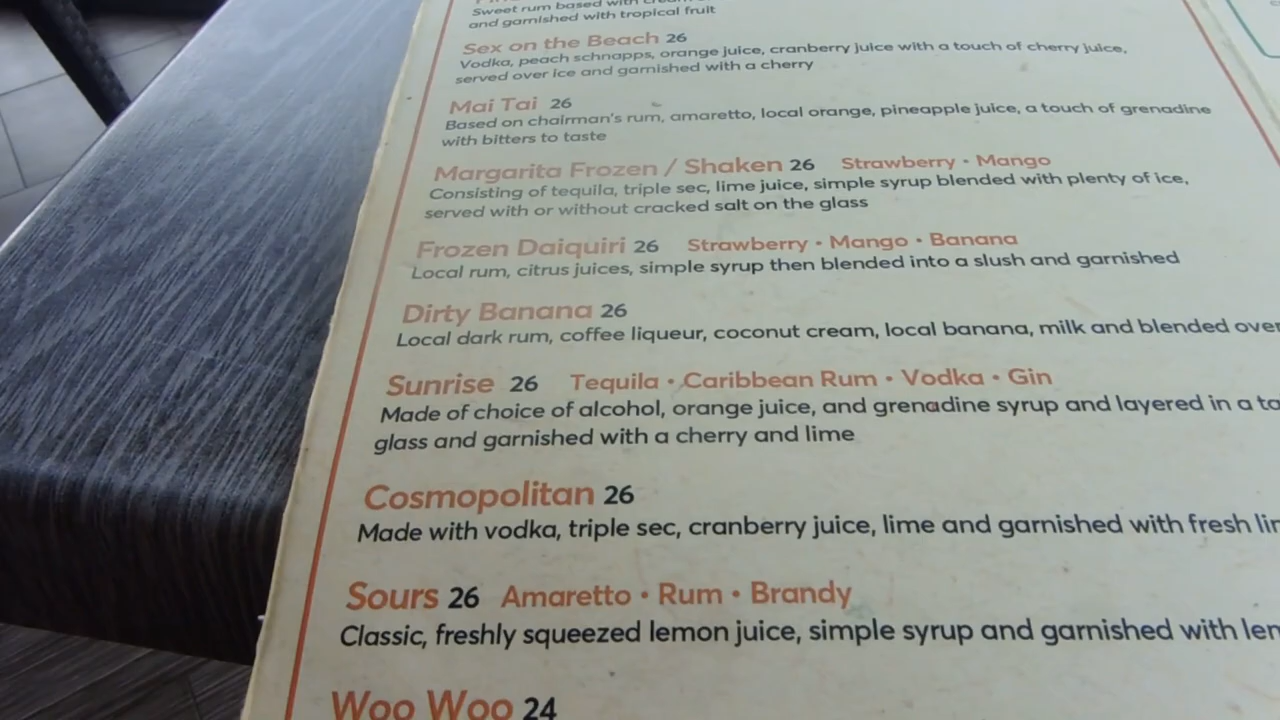 Sweet rum based with
and garnished with tropical fruit
Sex on the Beach 26
Vodka, peach schnapps, orange juice, cranberry juice with a touch of cherry juice,
served over ice and garnished with a cherry
Mai Tai 26
Based on chairman's rum, amaretto, local orange, pineapple juice, a touch of grenadine
with bitters to taste
Margarita Frozen / Shaken 26 Strawberry • Mango
Consisting of tequila, triple sec, lime juice, simple syrup blended with plenty of ice,
served with or without cracked salt on the glass
Frozen Daiquiri 26 Strawberry • Mango • Banana
Local rum, citrus juices, simple syrup then blended into a slush and garnished
Dirty Banana 26
Local dark rum, coffee liqueur, coconut cream, local banana, milk and blended over
Sunrise 26 Tequila • Caribbean Rum • Vodka • Gin
Made of choice of alcohol, orange juice, and grenadine syrup and layered in a ta
glass and garnished with a cherry and lime
Cosmopolitan 26
Made with vodka, triple sec, cranberry juice, lime and garnished with fresh
Sours 26 Amaretto • Rum • Brandy
Classic, freshly squeezed lemon juice, simple syrup and garnished with
Woo Woo 24